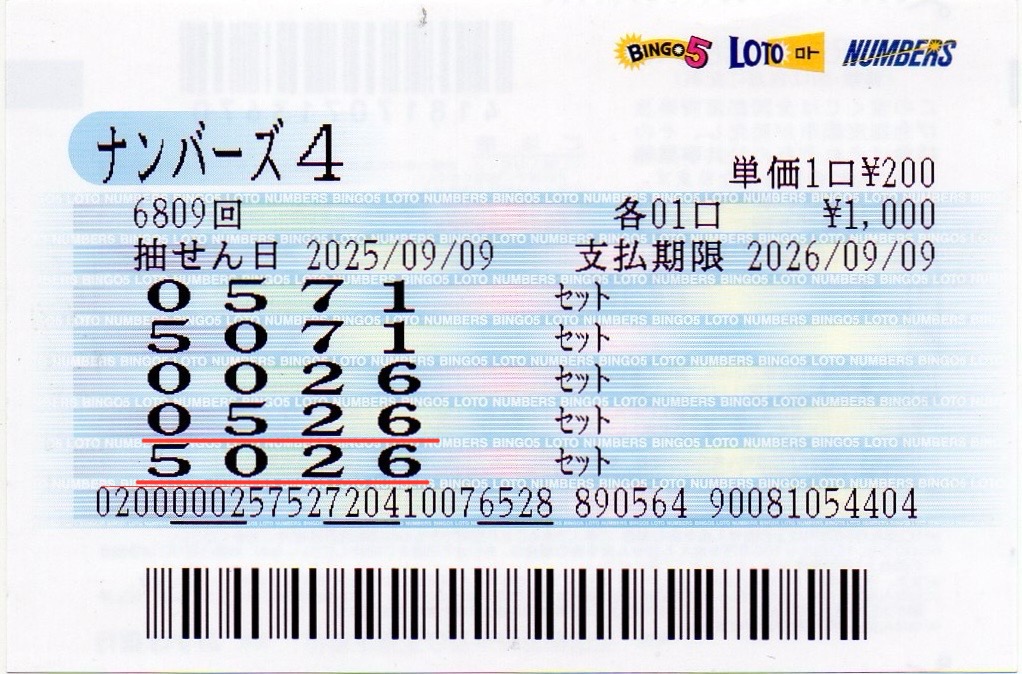 BINGO5 LOTO ロト NUMBERS
ナンバーズ4
単価1口¥200
6809回 各01口 ¥1,000
抽せん日 2025/09/09 支払期限 2026/09/09
0571 セット
5071 セット
0026 セット
0526 セット
5026 セット
020000025752720410076528 890564 90081054404